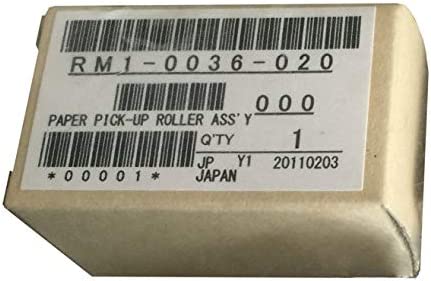 RM1-0036-020
000
PAPER PICK-UP ROLLER ASS'Y
Q'TY 1
JP Y1 20110203
*00001* JAPAN